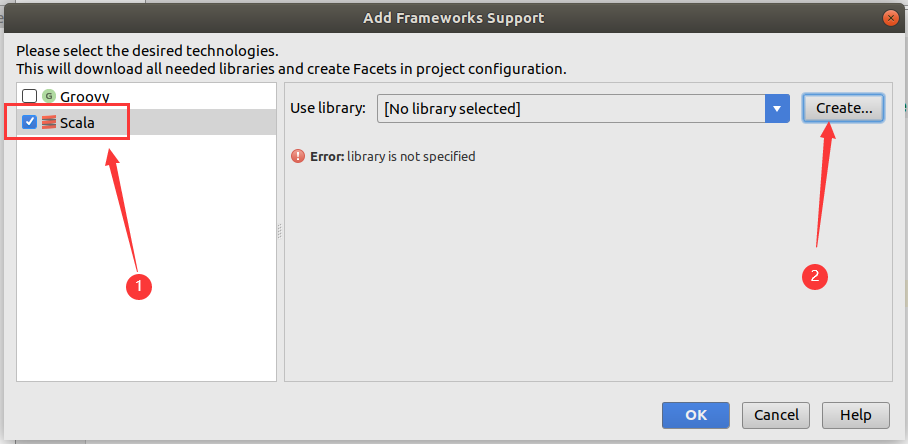 Add Frameworks Support
Please select the desired technologies.
This will download all needed libraries and create Facets in project configuration.
G Groovy
Scala
Use library: [No library selected] Create...
Error: library is not specified
1
2
OK Cancel Help